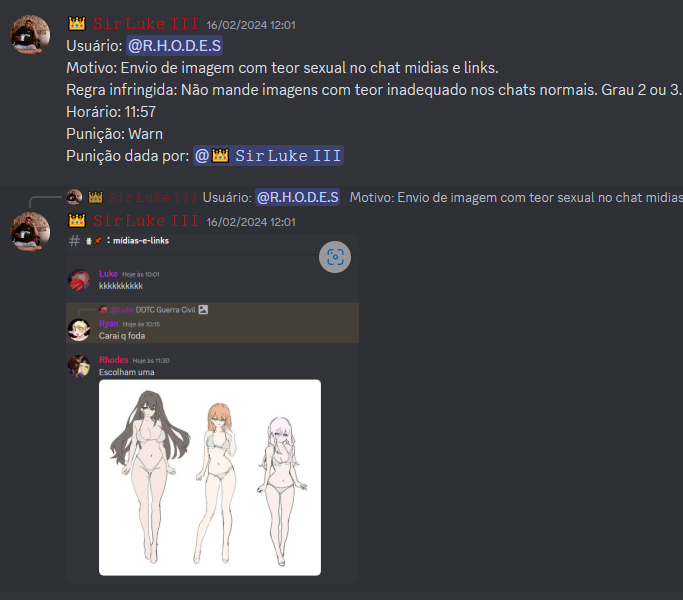 👑 Sir Luke III 16/02/2024 12:01
Usuário: @R.H.O.D.E.S
Motivo: Envio de imagem com teor sexual no chat midias e links.
Regra infringida: Não mande imagens com teor inadequado nos chats normais. Grau 2 ou 3.
Horário: 11:57
Punição: Warn
Punição dada por: @👑 Sir Luke III
👑 Sir Luke III Usuário: @R.H.O.D.E.S Motivo: Envio de imagem com teor sexual no chat midias
👑 Sir Luke III 16/02/2024 12:01
# : mídias-e-links
Luke Hoje às 10:01
kkkkkkkkkk
@Luke DDTC Guerra Civil
Ryan Hoje às 10:15
Carai q foda
Rhodes Hoje às 11:30
Escolham uma